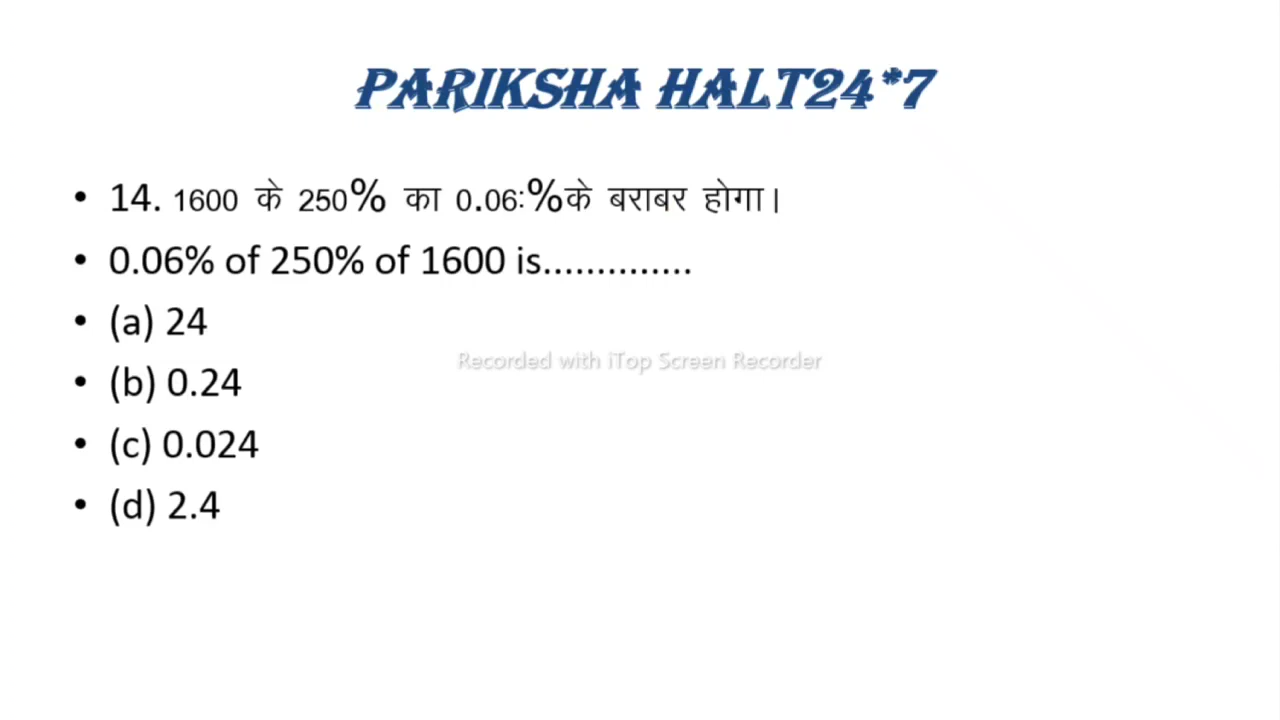 PARIKSHA HALT24*7
• 14. 1600 के 250% का 0.06:%के बराबर होगा।
• 0.06% of 250% of 1600 is..............
• (a) 24
Recorded with iTop Screen Recorder
• (b) 0.24
• (c) 0.024
• (d) 2.4